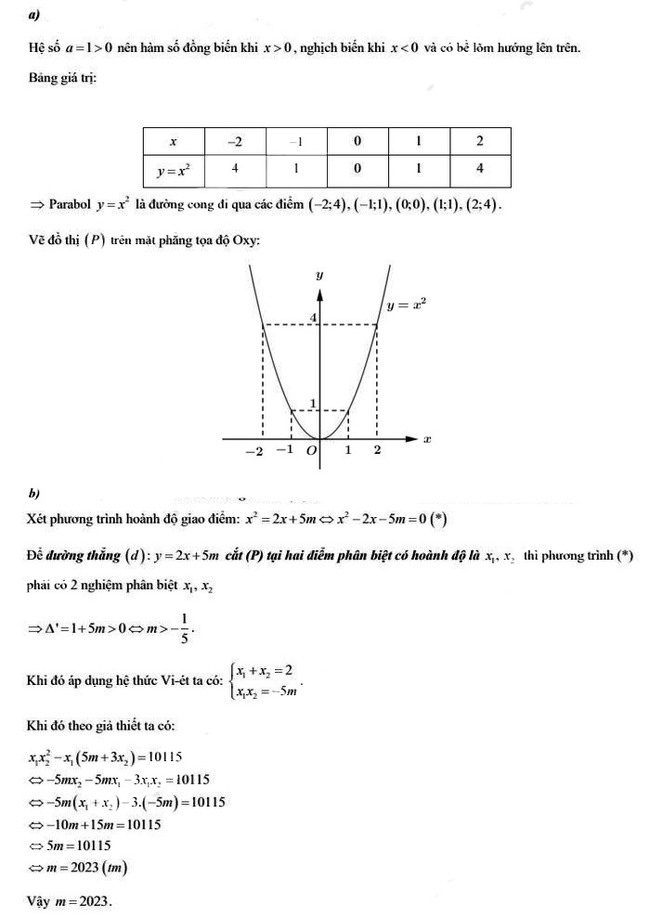 a)
Hệ số a = 1 > 0 nên hàm số đồng biến khi x > 0, nghịch biến khi x < 0 và có bề lõm hướng lên trên.
Bảng giá trị:
x −2 −1 0 1 2
y = x² 4 1 0 1 4
⇒ Parabol y = x² là đường cong đi qua các điểm (−2;4), (−1;1), (0;0), (1;1), (2;4).
Vẽ đồ thị (P) trên mặt phẳng tọa độ Oxy:
y
y = x²
4
1
−2 −1 O 1 2 x
b)
Xét phương trình hoành độ giao điểm: x² = 2x + 5m ⇔ x² − 2x − 5m = 0 (*)
Để đường thẳng (d): y = 2x + 5m cắt (P) tại hai điểm phân biệt có hoành độ là x₁, x₂ thì phương trình (*)
phải có 2 nghiệm phân biệt x₁, x₂
⇒ Δ' = 1 + 5m > 0 ⇔ m > −1/5.
Khi đó áp dụng hệ thức Vi-ét ta có: { x₁ + x₂ = 2
x₁x₂ = −5m .
Khi đó theo giả thiết ta có:
x₁x₂² − x₁(5m + 3x₂) = 10115
⇔ −5mx₂ − 5mx₁ − 3x₁x₂ = 10115
⇔ −5m(x₁ + x₂) − 3.(−5m) = 10115
⇔ −10m + 15m = 10115
⇔ 5m = 10115
⇔ m = 2023 (tm)
Vậy m = 2023.